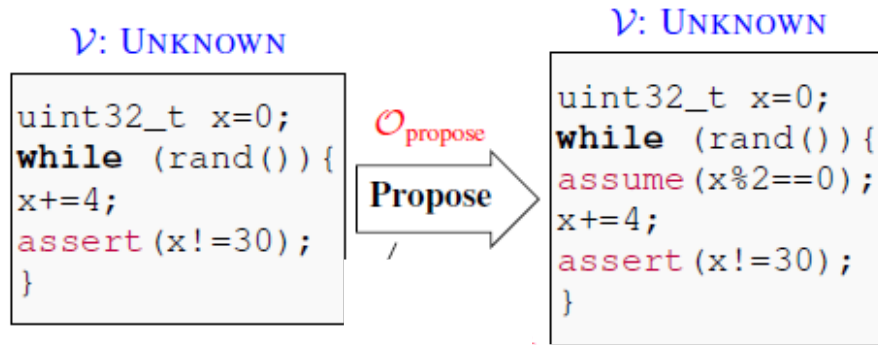 𝒱: UNKNOWN
uint32_t x=0;
while (rand()){
x+=4;
assert(x!=30);
}
𝒪propose
Propose
𝒱: UNKNOWN
uint32_t x=0;
while (rand()){
assume(x%2==0);
x+=4;
assert(x!=30);
}